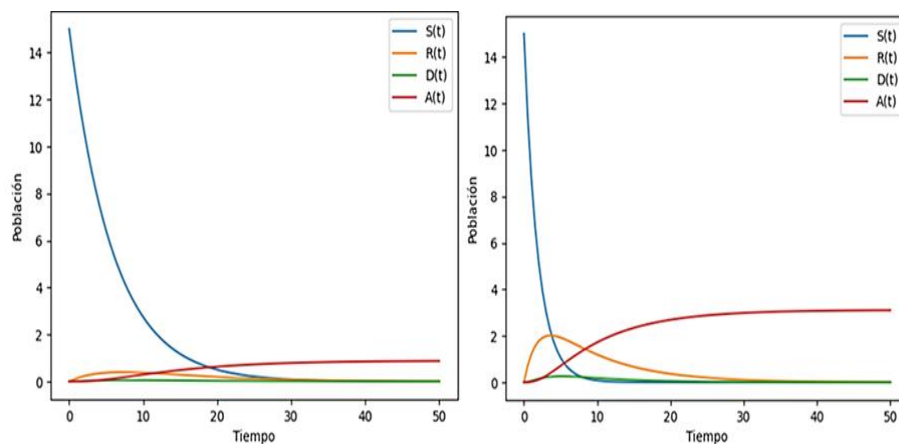 S(t)
R(t)
D(t)
A(t)
14
12
10
8
6
4
2
0
Población
0 10 20 30 40 50
Tiempo
S(t)
R(t)
D(t)
A(t)
14
12
10
8
6
4
2
0
Población
0 10 20 30 40 50
Tiempo